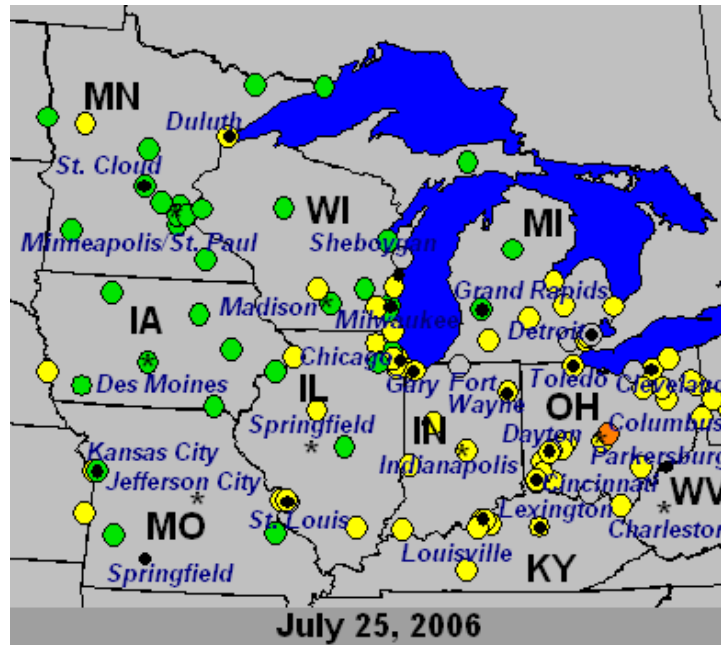 MN
Duluth
St. Cloud
WI
MI
Minneapolis/St. Paul
Sheboygan
Grand Rapids
Madison
Milwaukee
IA
Detroit
Chicago
Des Moines
Gary
Fort
Wayne
Toledo
Cleveland
IL
OH
Springfield
IN
Columbus
Dayton
Kansas City
Indianapolis
Parkersburg
Jefferson City
Cincinnati
WV
MO
St. Louis
Lexington
Charleston
Louisville
Springfield
KY
July 25, 2006